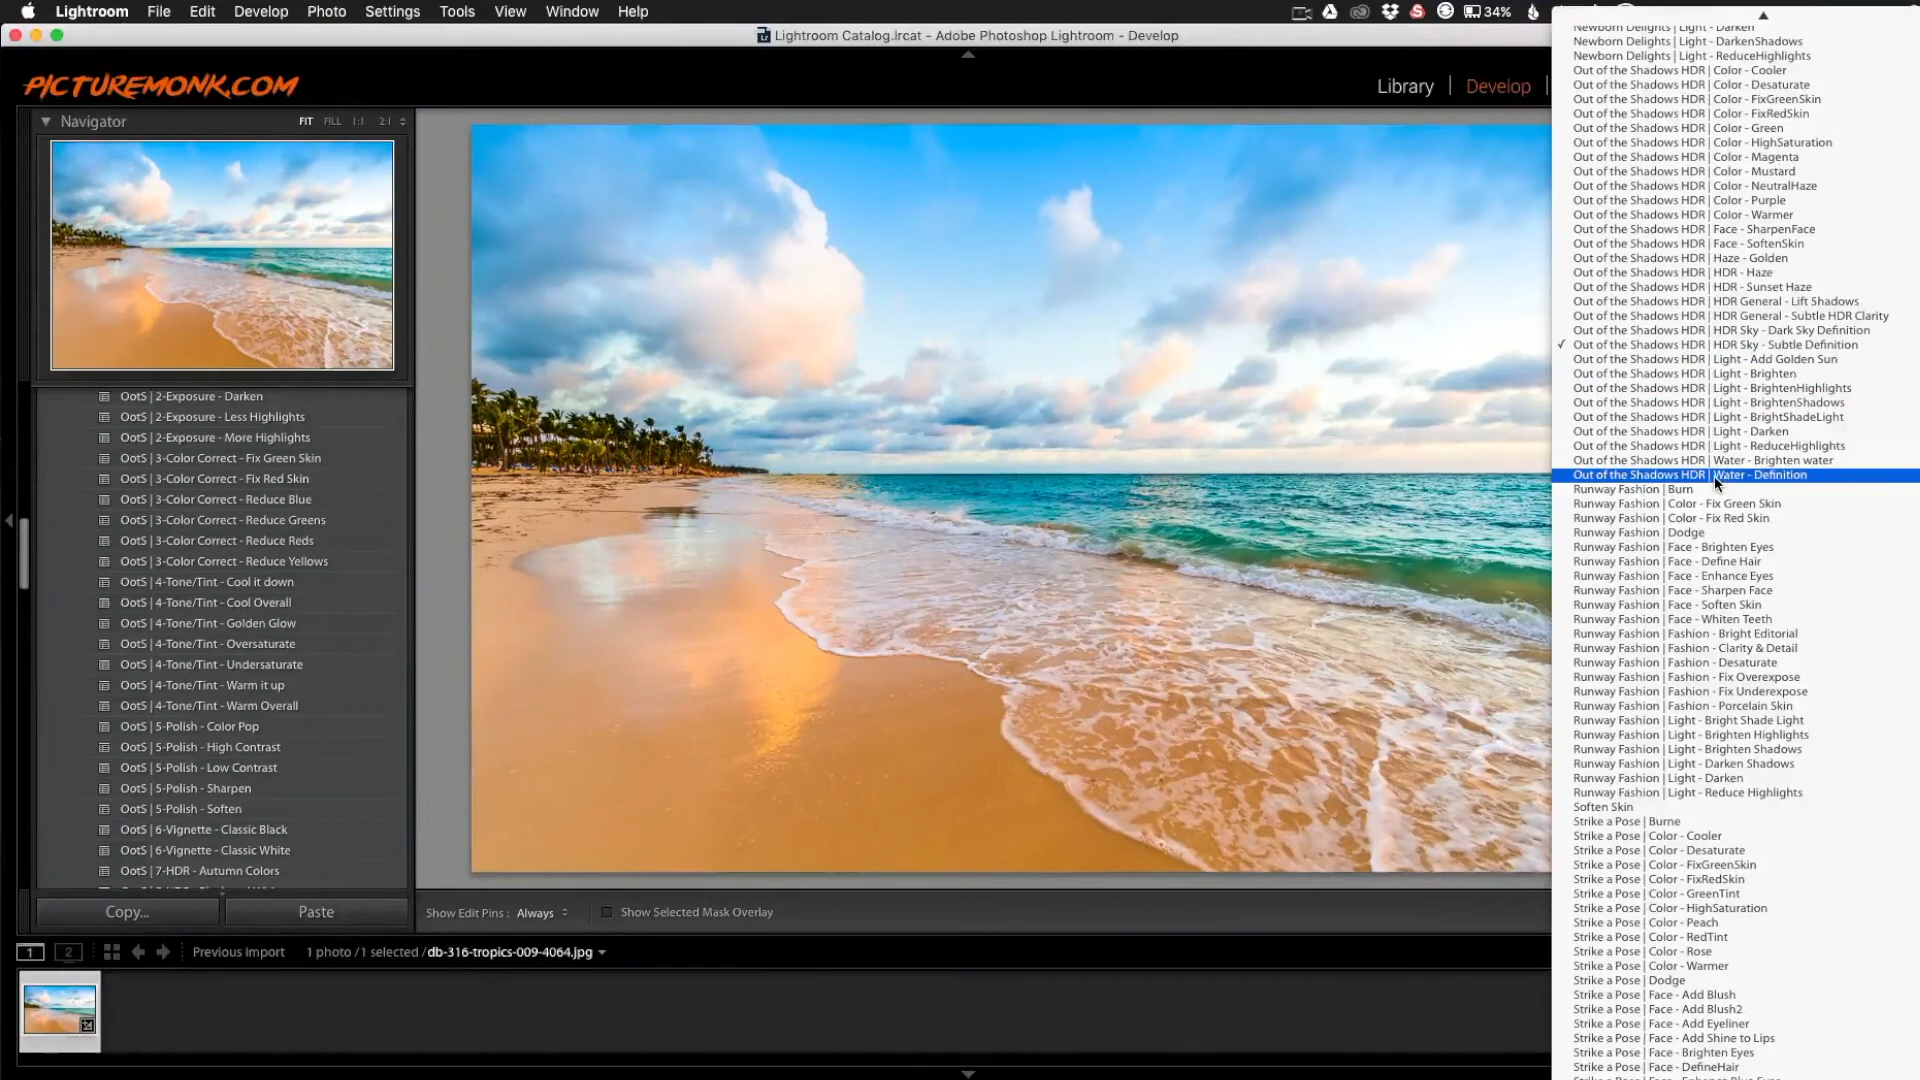 Lightroom File Edit Develop Photo Settings Tools View Window Help
34%
Lightroom Catalog.lrcat - Adobe Photoshop Lightroom - Develop
PICTUREMONK.COM
Library | Develop |
Navigator FIT FILL 1:1 2:1
OotS | 2-Exposure - Darken
OotS | 2-Exposure - Less Highlights
OotS | 2-Exposure - More Highlights
OotS | 3-Color Correct - Fix Green Skin
OotS | 3-Color Correct - Fix Red Skin
OotS | 3-Color Correct - Reduce Blue
OotS | 3-Color Correct - Reduce Greens
OotS | 3-Color Correct - Reduce Reds
OotS | 3-Color Correct - Reduce Yellows
OotS | 4-Tone/Tint - Cool it down
OotS | 4-Tone/Tint - Cool Overall
OotS | 4-Tone/Tint - Golden Glow
OotS | 4-Tone/Tint - Oversaturate
OotS | 4-Tone/Tint - Undersaturate
OotS | 4-Tone/Tint - Warm it up
OotS | 4-Tone/Tint - Warm Overall
OotS | 5-Polish - Color Pop
OotS | 5-Polish - High Contrast
OotS | 5-Polish - Low Contrast
OotS | 5-Polish - Sharpen
OotS | 5-Polish - Soften
OotS | 6-Vignette - Classic Black
OotS | 6-Vignette - Classic White
OotS | 7-HDR - Autumn Colors
Copy... Paste
Show Edit Pins : Always Show Selected Mask Overlay
1 2 Previous Import 1 photo / 1 selected / db-316-tropics-009-4064.jpg
Newborn Delights | Light - Darken
Newborn Delights | Light - DarkenShadows
Newborn Delights | Light - ReduceHighlights
Out of the Shadows HDR | Color - Cooler
Out of the Shadows HDR | Color - Desaturate
Out of the Shadows HDR | Color - FixGreenSkin
Out of the Shadows HDR | Color - FixRedSkin
Out of the Shadows HDR | Color - Green
Out of the Shadows HDR | Color - HighSaturation
Out of the Shadows HDR | Color - Magenta
Out of the Shadows HDR | Color - Mustard
Out of the Shadows HDR | Color - NeutralHaze
Out of the Shadows HDR | Color - Purple
Out of the Shadows HDR | Color - Warmer
Out of the Shadows HDR | Face - SharpenFace
Out of the Shadows HDR | Face - SoftenSkin
Out of the Shadows HDR | Haze - Golden
Out of the Shadows HDR | HDR - Haze
Out of the Shadows HDR | HDR - Sunset Haze
Out of the Shadows HDR | HDR General - Lift Shadows
Out of the Shadows HDR | HDR General - Subtle HDR Clarity
Out of the Shadows HDR | HDR Sky - Dark Sky Definition
✓ Out of the Shadows HDR | HDR Sky - Subtle Definition
Out of the Shadows HDR | Light - Add Golden Sun
Out of the Shadows HDR | Light - Brighten
Out of the Shadows HDR | Light - BrightenHighlights
Out of the Shadows HDR | Light - BrightenShadows
Out of the Shadows HDR | Light - BrightShadeLight
Out of the Shadows HDR | Light - Darken
Out of the Shadows HDR | Light - ReduceHighlights
Out of the Shadows HDR | Water - Brighten water
Out of the Shadows HDR | Water - Definition
Runway Fashion | Burn
Runway Fashion | Color - Fix Green Skin
Runway Fashion | Color - Fix Red Skin
Runway Fashion | Dodge
Runway Fashion | Face - Brighten Eyes
Runway Fashion | Face - Define Hair
Runway Fashion | Face - Enhance Eyes
Runway Fashion | Face - Sharpen Face
Runway Fashion | Face - Soften Skin
Runway Fashion | Face - Whiten Teeth
Runway Fashion | Fashion - Bright Editorial
Runway Fashion | Fashion - Clarity & Detail
Runway Fashion | Fashion - Desaturate
Runway Fashion | Fashion - Fix Overexpose
Runway Fashion | Fashion - Fix Underexpose
Runway Fashion | Fashion - Porcelain Skin
Runway Fashion | Light - Bright Shade Light
Runway Fashion | Light - Brighten Highlights
Runway Fashion | Light - Brighten Shadows
Runway Fashion | Light - Darken Shadows
Runway Fashion | Light - Darken
Runway Fashion | Light - Reduce Highlights
Soften Skin
Strike a Pose | Burne
Strike a Pose | Color - Cooler
Strike a Pose | Color - Desaturate
Strike a Pose | Color - FixGreenSkin
Strike a Pose | Color - FixRedSkin
Strike a Pose | Color - GreenTint
Strike a Pose | Color - HighSaturation
Strike a Pose | Color - Peach
Strike a Pose | Color - RedTint
Strike a Pose | Color - Rose
Strike a Pose | Color - Warmer
Strike a Pose | Dodge
Strike a Pose | Face - Add Blush
Strike a Pose | Face - Add Blush2
Strike a Pose | Face - Add Eyeliner
Strike a Pose | Face - Add Shine to Lips
Strike a Pose | Face - Brighten Eyes
Strike a Pose | Face - DefineHair